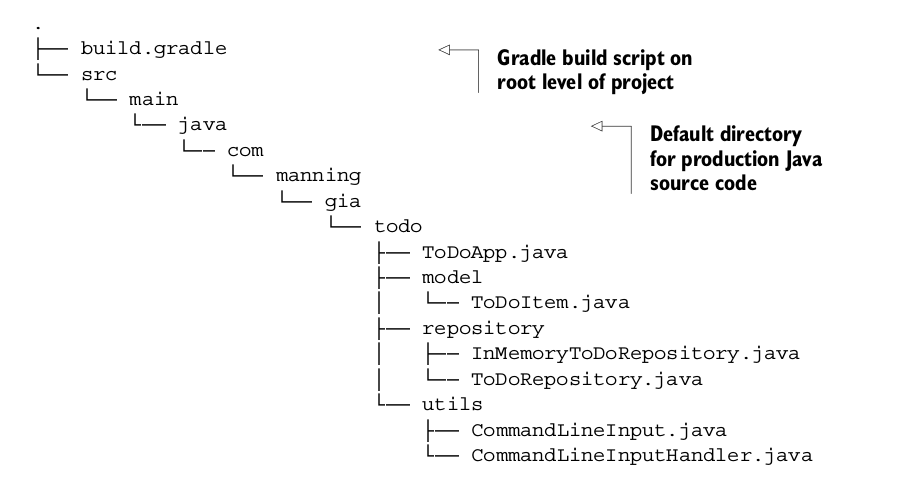 .
├── build.gradle
Gradle build script on
root level of project
└── src
    └── main
        └── java
Default directory
for production Java
source code
            └── com
                └── manning
                    └── gia
                        └── todo
                            ├── ToDoApp.java
                            ├── model
                            │   └── ToDoItem.java
                            ├── repository
                            │   ├── InMemoryToDoRepository.java
                            │   └── ToDoRepository.java
                            └── utils
                                ├── CommandLineInput.java
                                └── CommandLineInputHandler.java